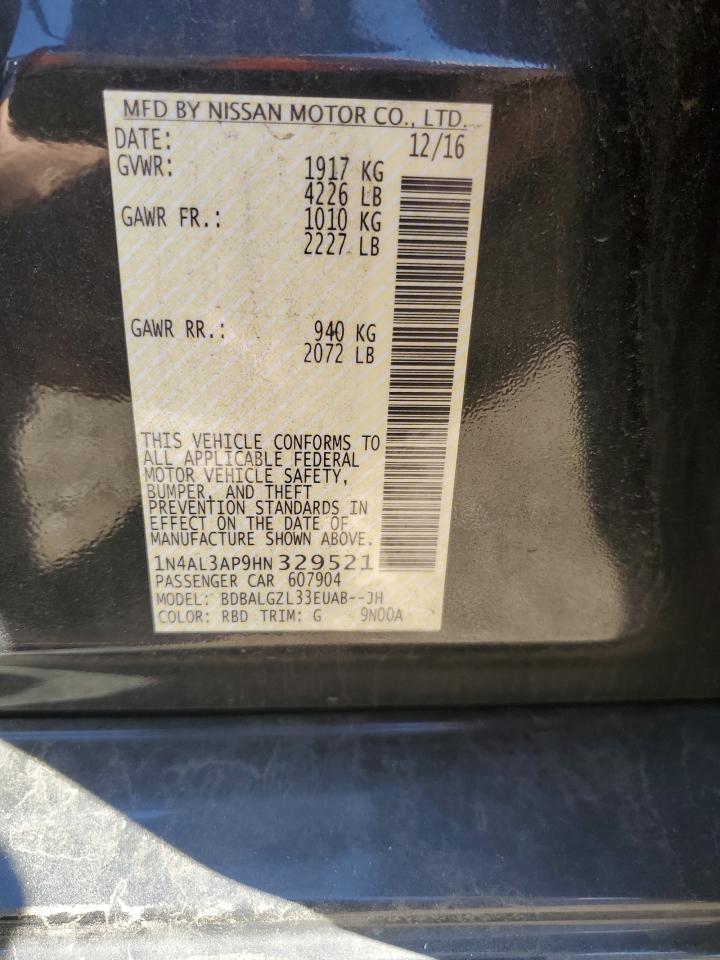 MFD BY NISSAN MOTOR CO., LTD.
DATE: 12/16
GVWR: 1917 KG
4226 LB
GAWR FR.: 1010 KG
2227 LB
GAWR RR.: 940 KG
2072 LB
THIS VEHICLE CONFORMS TO
ALL APPLICABLE FEDERAL
MOTOR VEHICLE SAFETY,
BUMPER, AND THEFT
PREVENTION STANDARDS IN
EFFECT ON THE DATE OF
MANUFACTURE SHOWN ABOVE.
1N4AL3AP9HN 329521
PASSENGER CAR 607904
MODEL: BDBALGZL33EUAB--JH
COLOR: RBD TRIM: G 9N00A